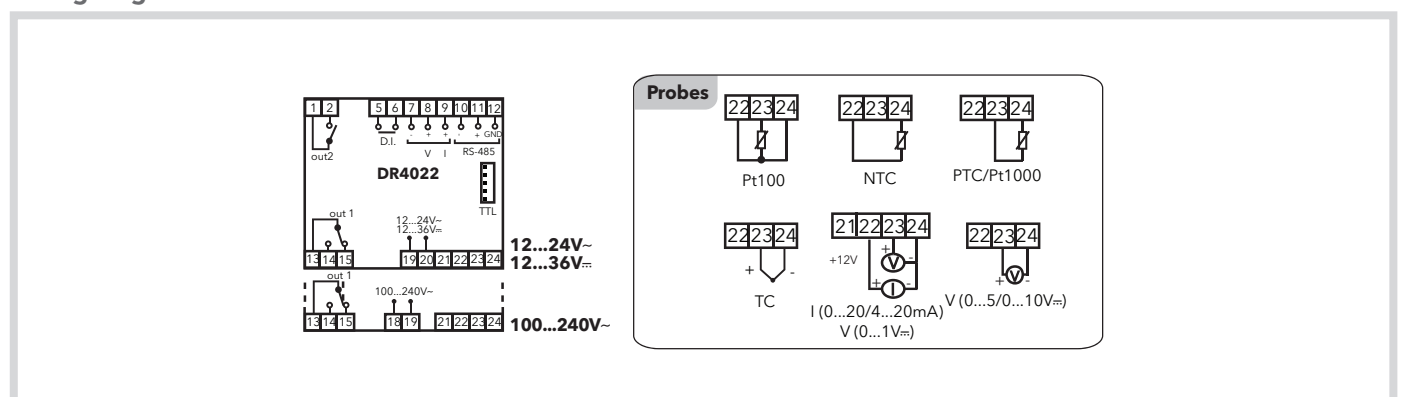 1 2 5 6 7 8 9 10 11 12
D.I. - + + - + GND
out2 V I RS-485
DR4022
TTL
out 1
12...24V~
12...36V⎓
13 14 15 19 20 21 22 23 24
12...24V~
12...36V⎓
out 1
100...240V~
13 14 15 18 19 21 22 23 24
100...240V~
Probes
22 23 24
Pt100
22 23 24
NTC
22 23 24
PTC/Pt1000
22 23 24
+ -
TC
21 22 23 24
+12V
+ V -
+ I -
I (0...20/4...20mA)
V (0...1V⎓)
22 23 24
+ V -
V (0...5/0...10V⎓)